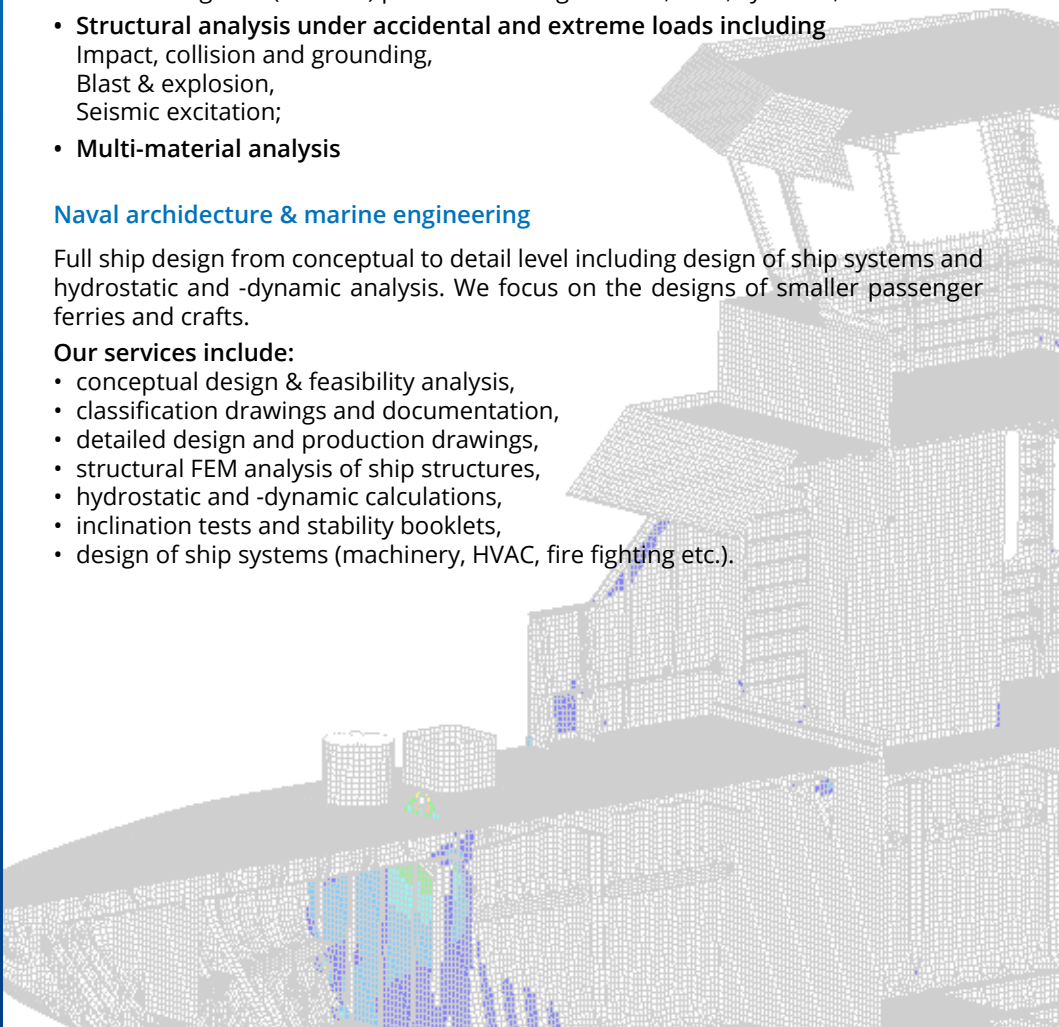 • Structural analysis under accidental and extreme loads including
Impact, collision and grounding,
Blast & explosion,
Seismic excitation;
• Multi-material analysis
Naval archidecture & marine engineering
Full ship design from conceptual to detail level including design of ship systems and
hydrostatic and -dynamic analysis. We focus on the designs of smaller passenger
ferries and crafts.
Our services include:
• conceptual design & feasibility analysis,
• classification drawings and documentation,
• detailed design and production drawings,
• structural FEM analysis of ship structures,
• hydrostatic and -dynamic calculations,
• inclination tests and stability booklets,
• design of ship systems (machinery, HVAC, fire fighting etc.).